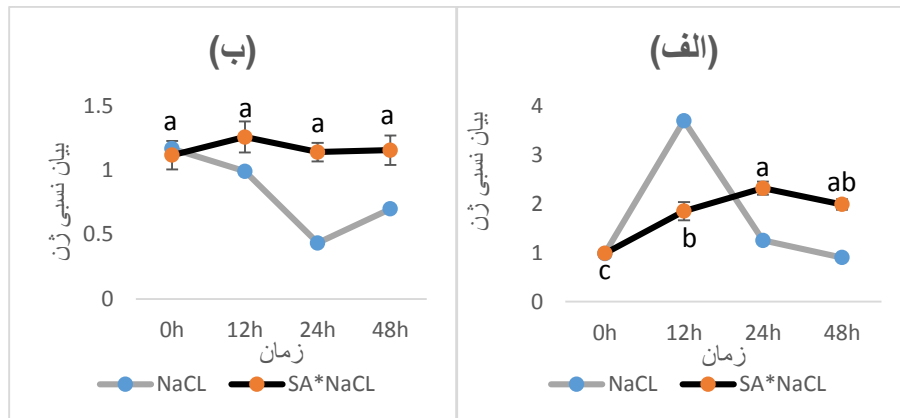 (ب)
بیان نسبی ژن
1.5
1
0.5
0
a a a a
0h 12h 24h 48h
زمان
NaCL SA*NaCL
(الف)
بیان نسبی ژن
4
3
2
1
0
c b a ab
0h 12h 24h 48h
زمان
NaCL SA*NaCL